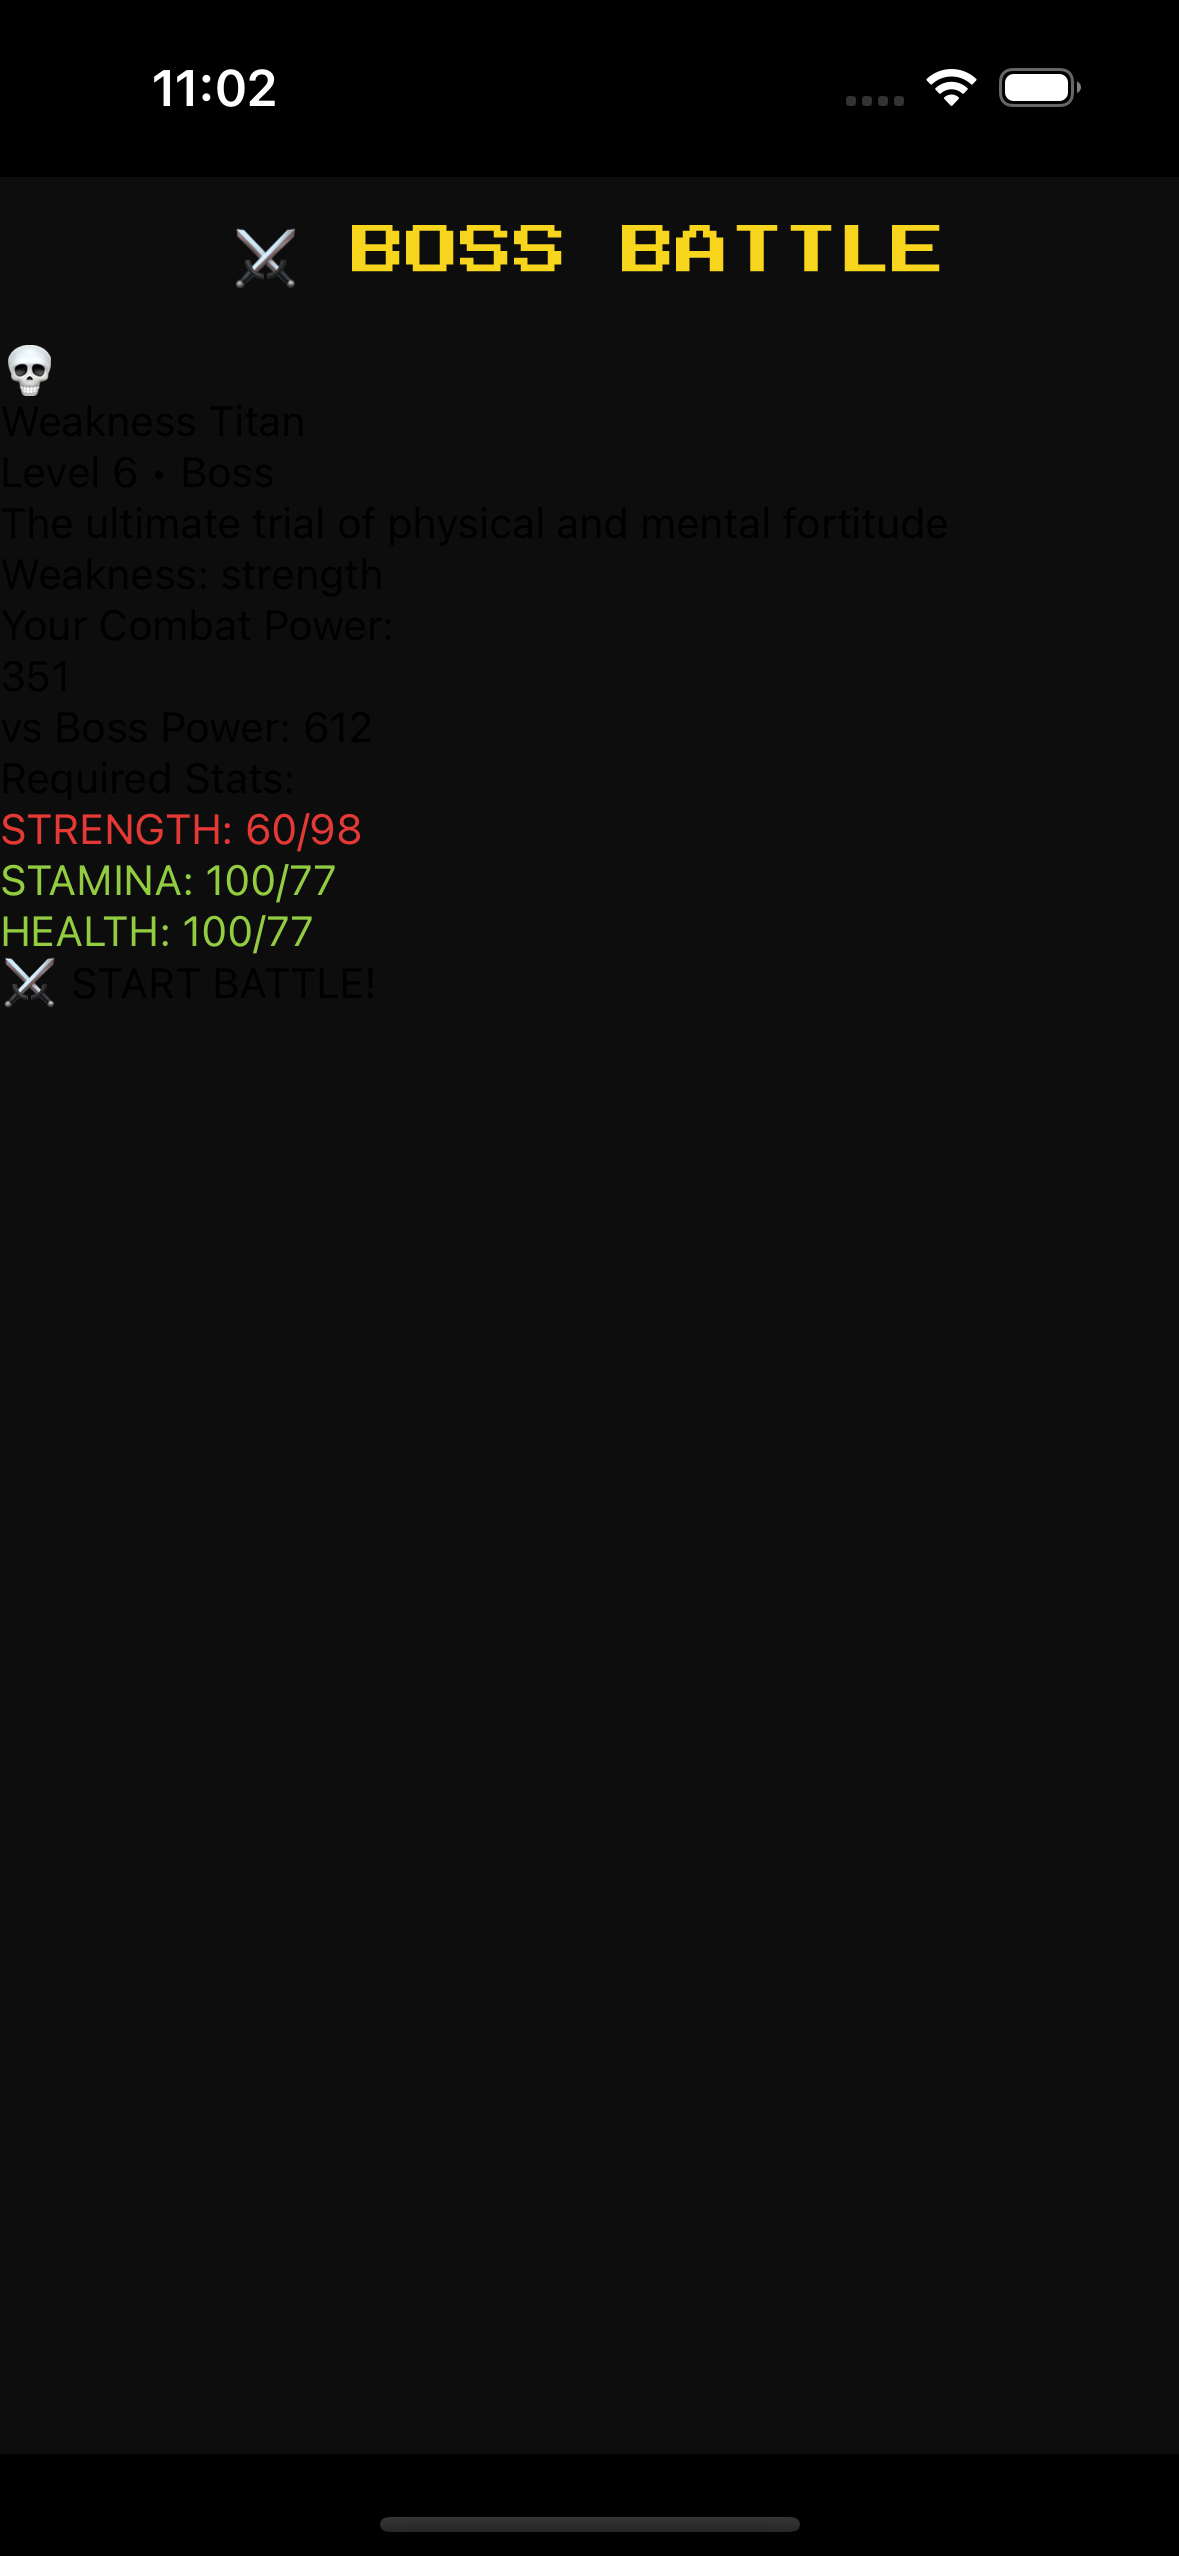 11:02
⚔️ BOSS BATTLE
💀
Weakness Titan
Level 6 • Boss
The ultimate trial of physical and mental fortitude
Weakness: strength
Your Combat Power:
351
vs Boss Power: 612
Required Stats:
STRENGTH: 60/98
STAMINA: 100/77
HEALTH: 100/77
⚔️ START BATTLE!